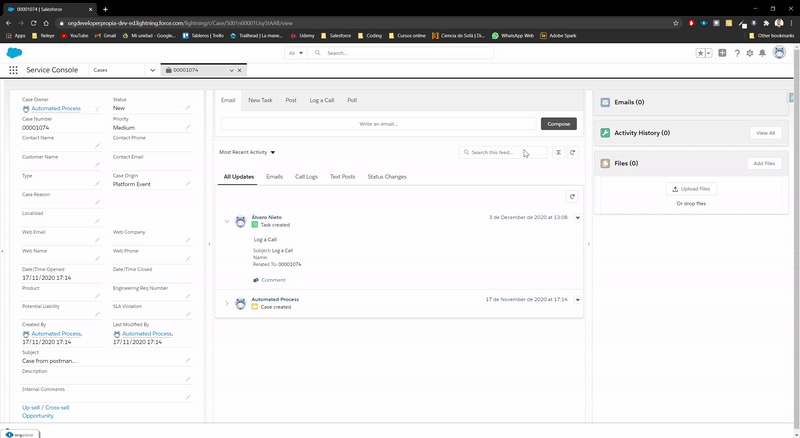 00001074 | Salesforce
orgdeveloperpropia-dev-ed.lightning.force.com/lightning/r/Case/5001n00001UsyStAAB/view
Apps
Releye
YouTube
Gmail
Mi unidad - Google...
Tableros | Trello
Trailhead | La mane...
Udemy
Salesforce
Coding
Cursos online
Ciencia de Sofá | Di...
WhatsApp Web
Adobe Spark
Other bookmarks
All
Search...
Service Console
Cases
00001074
Case Owner
Automated Process
Status
New
Case Number
00001074
Priority
Medium
Contact Name
Contact Phone
Customer Name
Contact Email
Type
Case Origin
Platform Event
Case Reason
Localidad
Web Email
Web Company
Web Name
Web Phone
Date/Time Opened
17/11/2020 17:14
Date/Time Closed
Product
Engineering Req Number
Potential Liability
SLA Violation
Created By
Automated Process,
17/11/2020 17:14
Last Modified By
Automated Process,
17/11/2020 17:14
Subject
Case from postman...
Description
Internal Comments
Up-sell / Cross-sell
Opportunity
Email
New Task
Post
Log a Call
Poll
Write an email...
Compose
Most Recent Activity
Search this feed...
All Updates
Emails
Call Logs
Text Posts
Status Changes
Álvaro Nieto
3 de December de 2020 at 13:08
Task created
Log a Call
Subject: Log a Call
Name:
Related To: 00001074
Comment
Automated Process
17 de November de 2020 at 17:14
Case created
Emails (0)
Activity History (0)
View All
Files (0)
Add Files
Upload Files
Or drop files